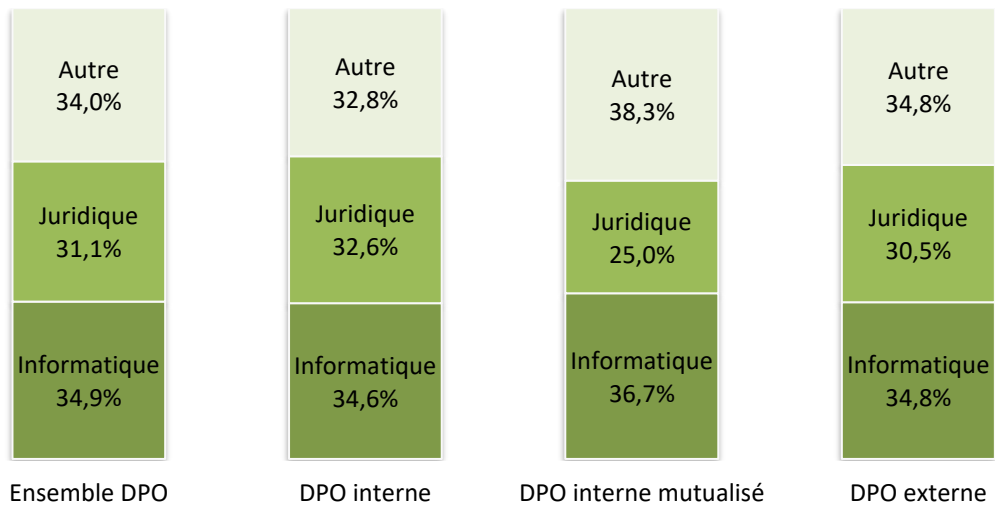 Autre
34,0%
Juridique
31,1%
Informatique
34,9%
Ensemble DPO
Autre
32,8%
Juridique
32,6%
Informatique
34,6%
DPO interne
Autre
38,3%
Juridique
25,0%
Informatique
36,7%
DPO interne mutualisé
Autre
34,8%
Juridique
30,5%
Informatique
34,8%
DPO externe